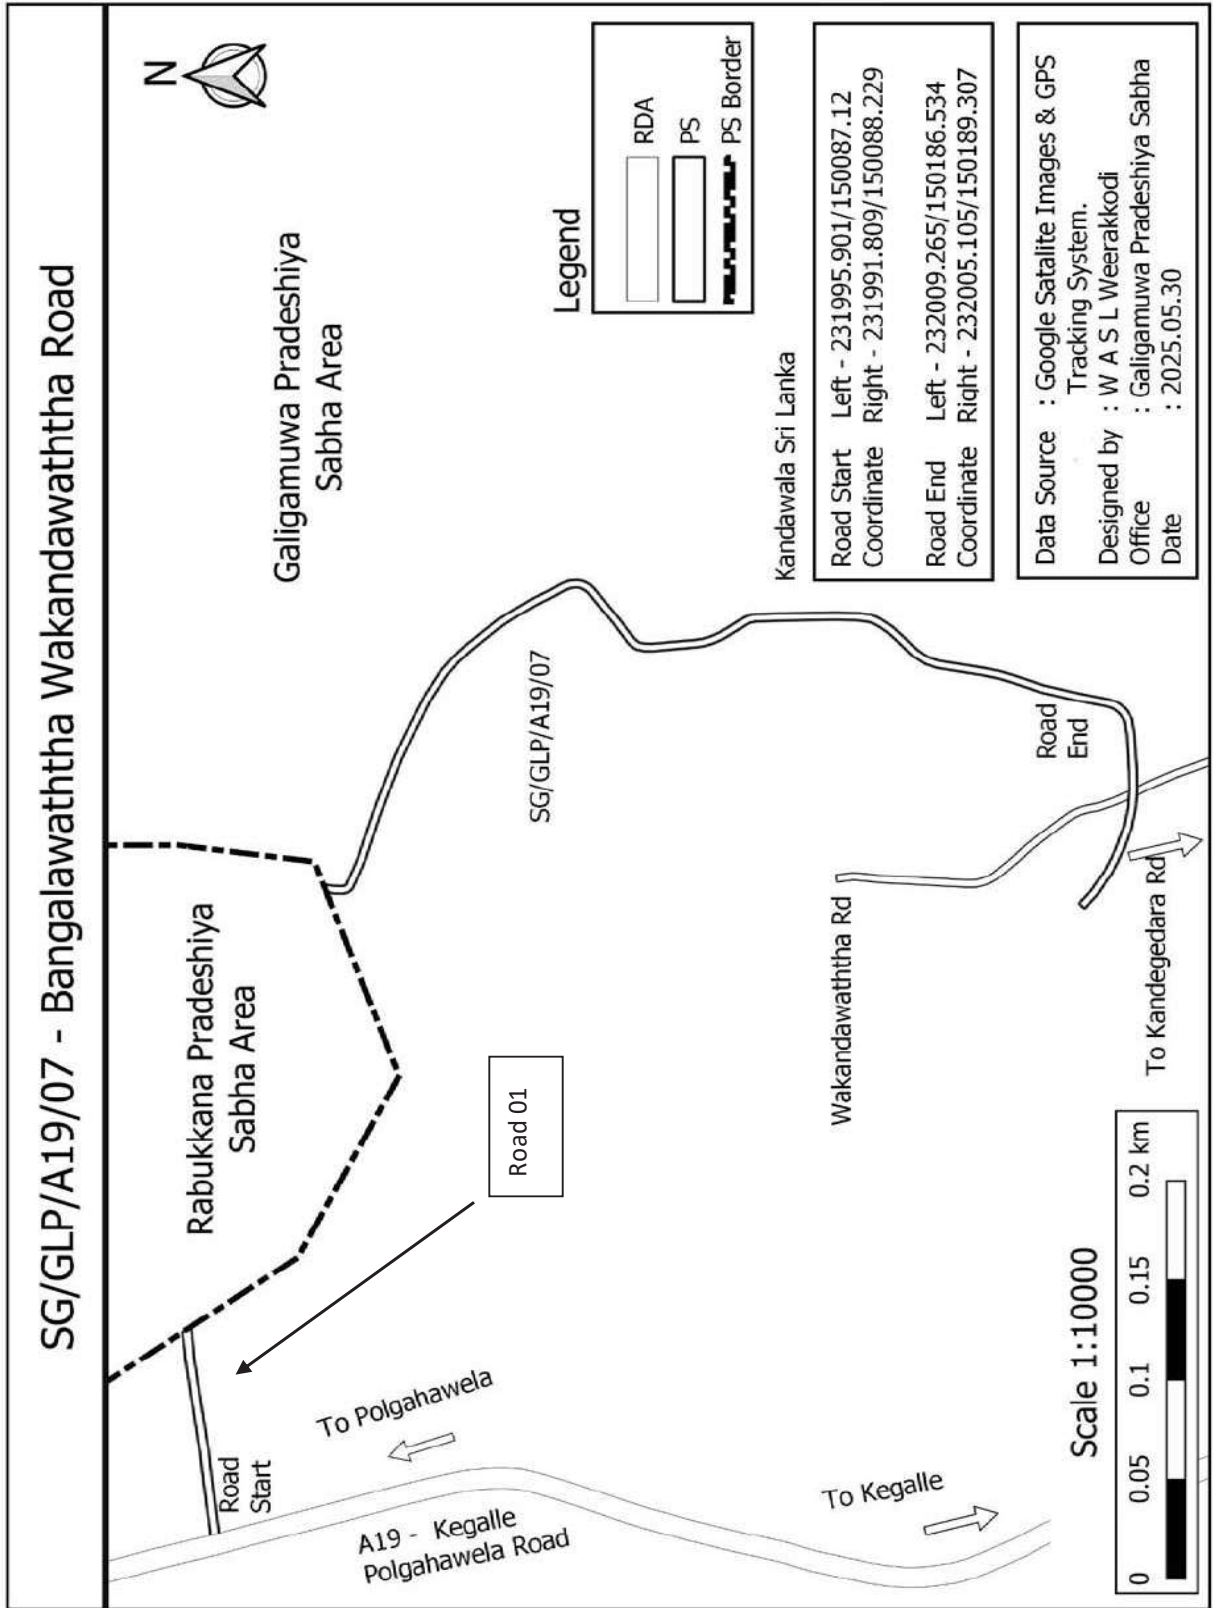 SG/GLP/A19/07 - Bangalawaththa Wakandawaththa Road
N
Rabukkana Pradeshiya
Sabha Area
Galigamuwa Pradeshiya
Sabha Area
Road
Start
To Polgahawela
A19 - Kegalle
Polgahawela Road
To Kegalle
Road 01
SG/GLP/A19/07
Wakandawaththa Rd
Road
End
To Kandegedara Rd
Legend
RDA
PS
PS Border
Kandawala Sri Lanka
Road Start Left - 231995.901/150087.12
Coordinate Right - 231991.809/150088.229
Road End Left - 232009.265/150186.534
Coordinate Right - 232005.105/150189.307
Data Source : Google Satalite Images & GPS
Tracking System.
Designed by : W A S L Weerakkodi
Office : Galigamuwa Pradeshiya Sabha
Date : 2025.05.30
Scale 1:10000
0 0.05 0.1 0.15 0.2 km